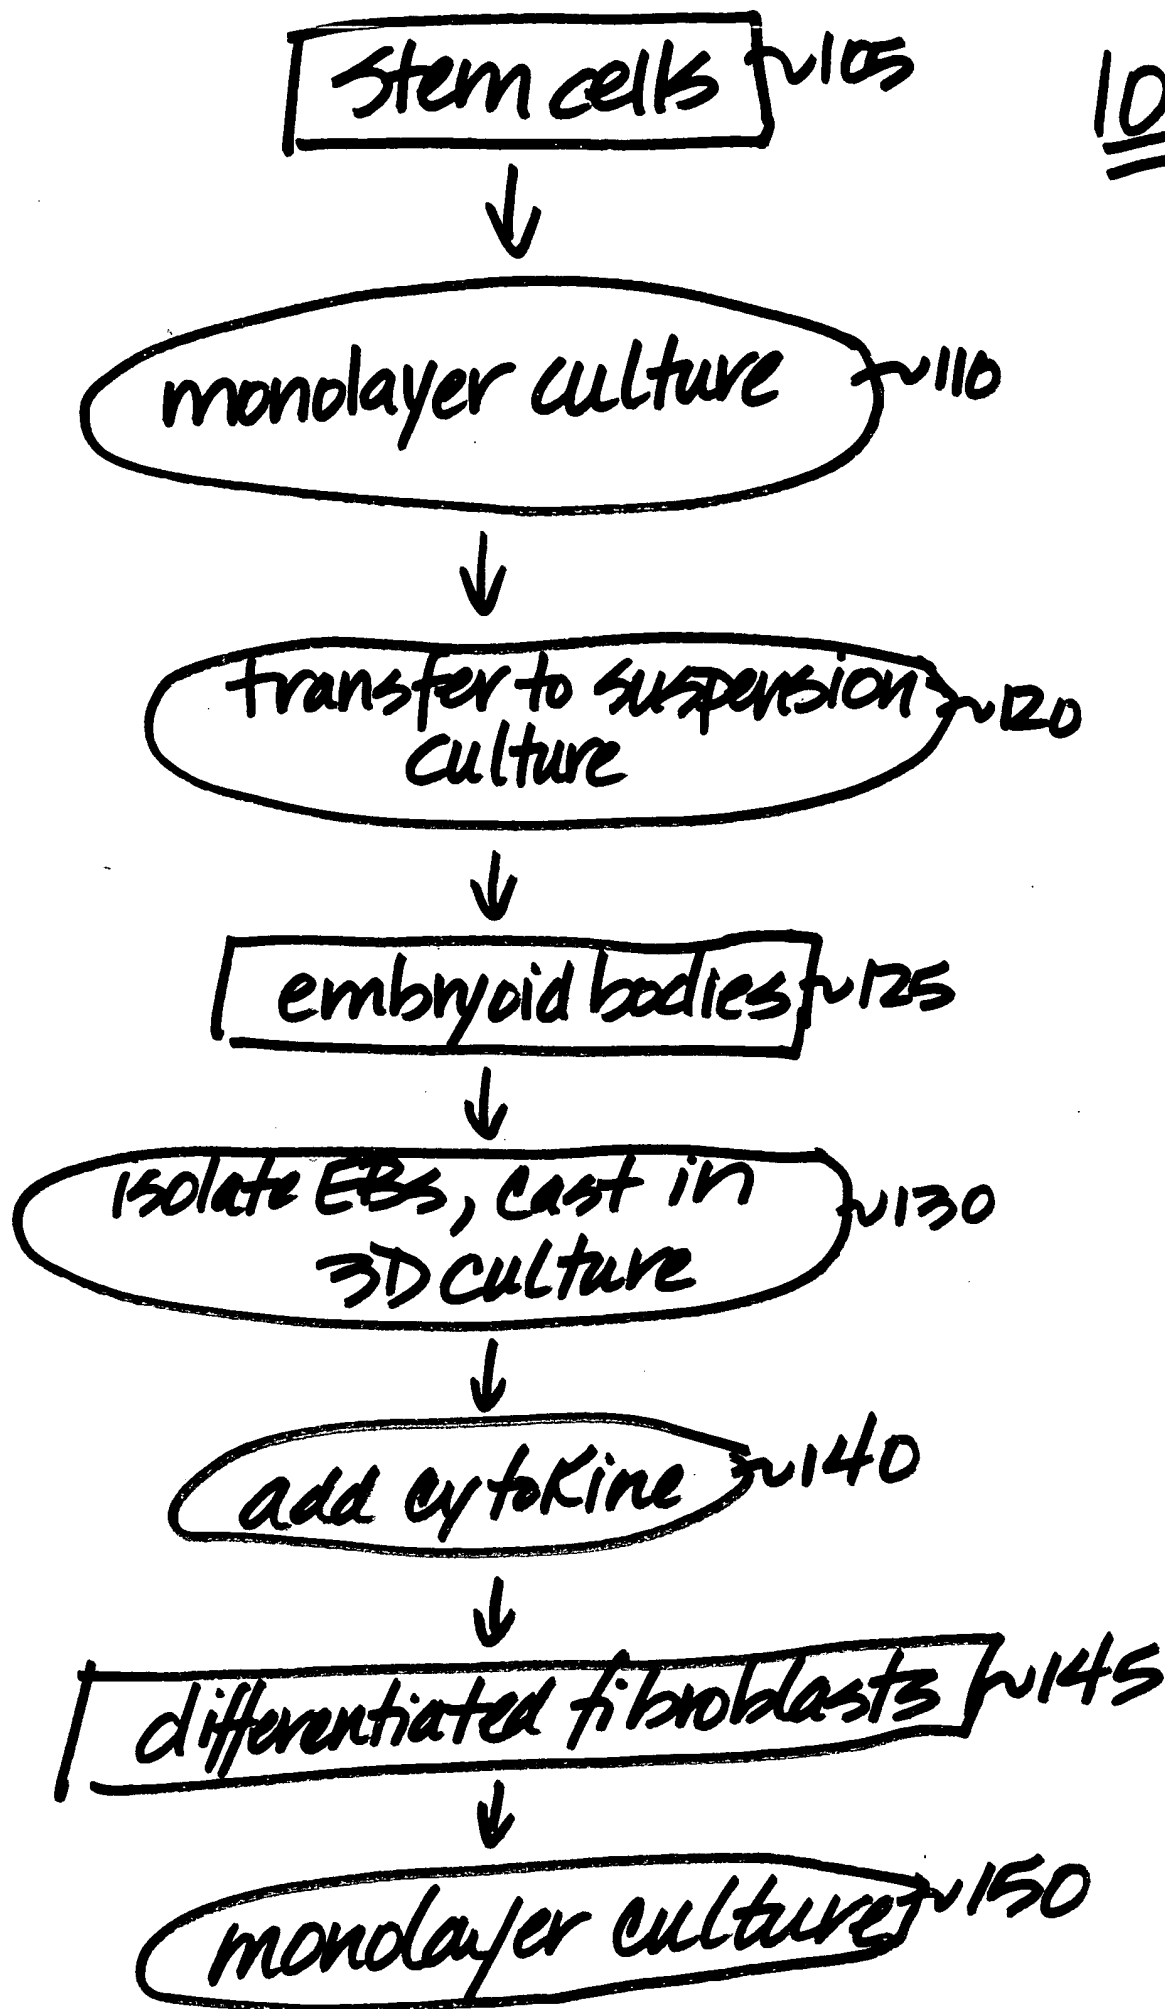 stem cells ~105
10
monolayer culture ~110
transfer to suspension ~120
culture
embryoid bodies ~125
isolate EBs, cast in ~130
3D culture
add cytokine ~140
differentiated fibroblasts ~145
monolayer culture ~150